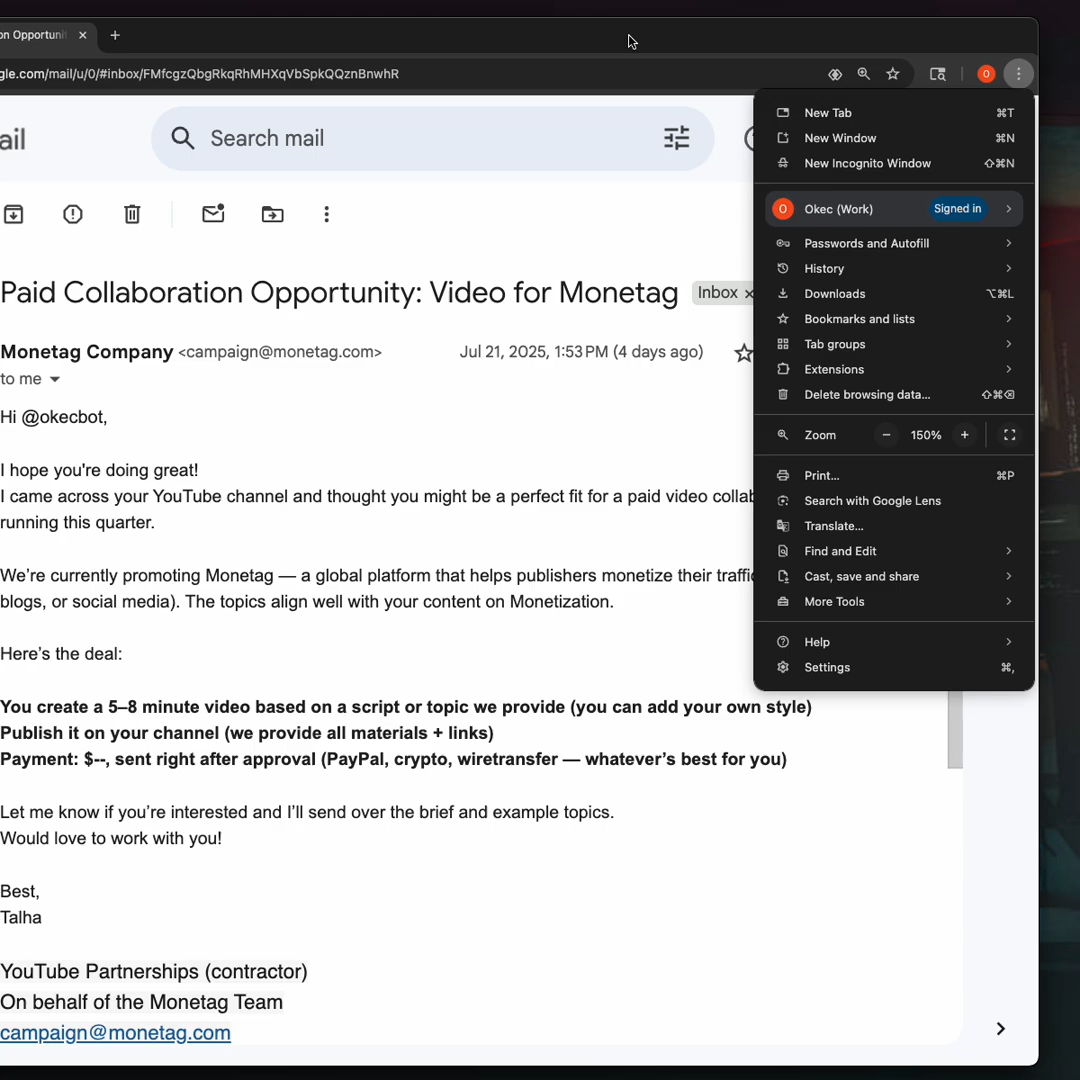 on Opportuni
gle.com/mail/u/0/#inbox/FMfcgzQbgRkqRhMHXqVbSpkQQznBnwhR
O
ail
Search mail
New Tab ⌘T
New Window ⌘N
New Incognito Window ⇧⌘N
O Okec (Work) Signed in
Passwords and Autofill
History
Downloads ⌥⌘L
Bookmarks and lists
Tab groups
Extensions
Delete browsing data... ⇧⌘⌫
Zoom − 150% +
Print... ⌘P
Search with Google Lens
Translate...
Find and Edit
Cast, save and share
More Tools
Help
Settings ⌘,
Paid Collaboration Opportunity: Video for Monetag Inbox ×
Monetag Company <campaign@monetag.com> Jul 21, 2025, 1:53 PM (4 days ago)
to me
Hi @okecbot,
I hope you're doing great!
I came across your YouTube channel and thought you might be a perfect fit for a paid video collab
running this quarter.
We're currently promoting Monetag — a global platform that helps publishers monetize their traffic
blogs, or social media). The topics align well with your content on Monetization.
Here's the deal:
You create a 5–8 minute video based on a script or topic we provide (you can add your own style)
Publish it on your channel (we provide all materials + links)
Payment: $--, sent right after approval (PayPal, crypto, wiretransfer — whatever's best for you)
Let me know if you're interested and I'll send over the brief and example topics.
Would love to work with you!
Best,
Talha
YouTube Partnerships (contractor)
On behalf of the Monetag Team
campaign@monetag.com